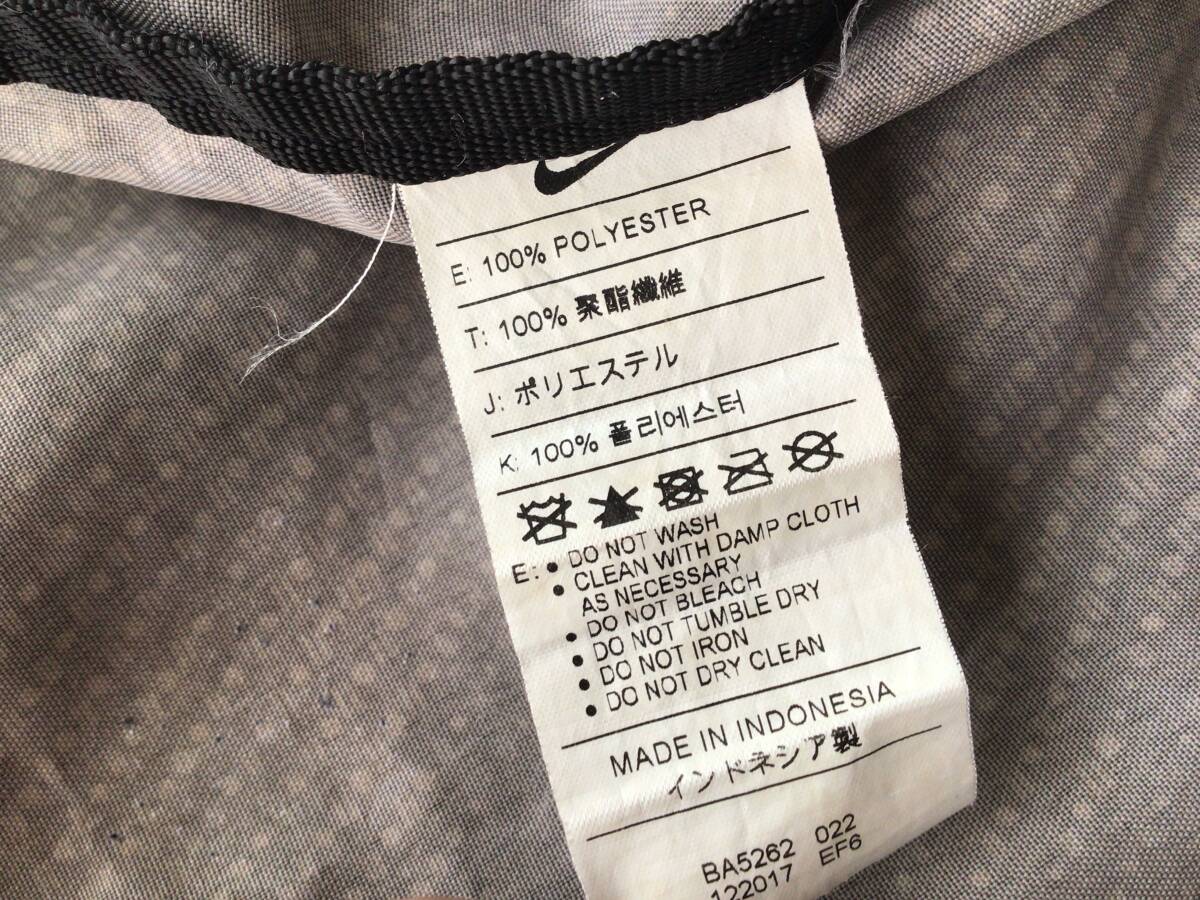 E: 100% POLYESTER
T: 100% 聚酯纖維
J: ポリエステル
K: 100% 폴리에스터
E: • DO NOT WASH
• CLEAN WITH DAMP CLOTH
AS NECESSARY
• DO NOT BLEACH
• DO NOT TUMBLE DRY
• DO NOT IRON
• DO NOT DRY CLEAN
MADE IN INDONESIA
インドネシア製
BA5262 022
122017 EF6